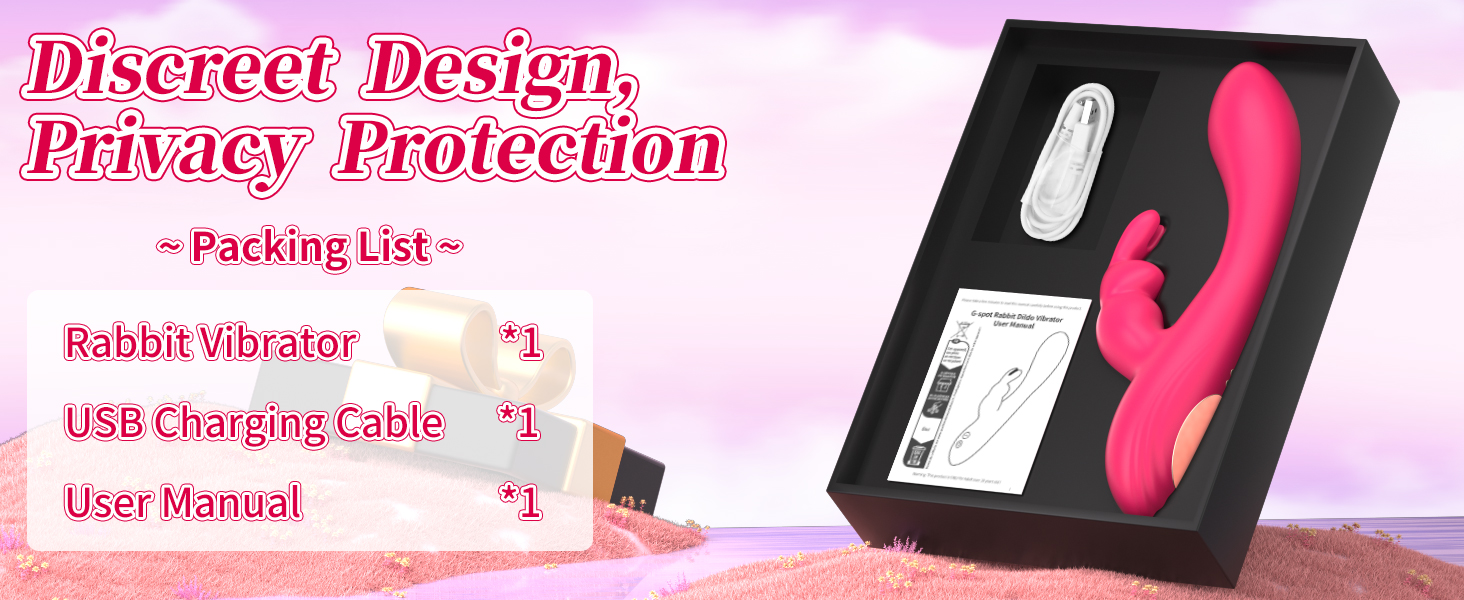 Discreet Design,
Privacy Protection
~ Packing List ~
Rabbit Vibrator *1
USB Charging Cable *1
User Manual *1
G-spot Rabbit Dildo Vibrator
User Manual